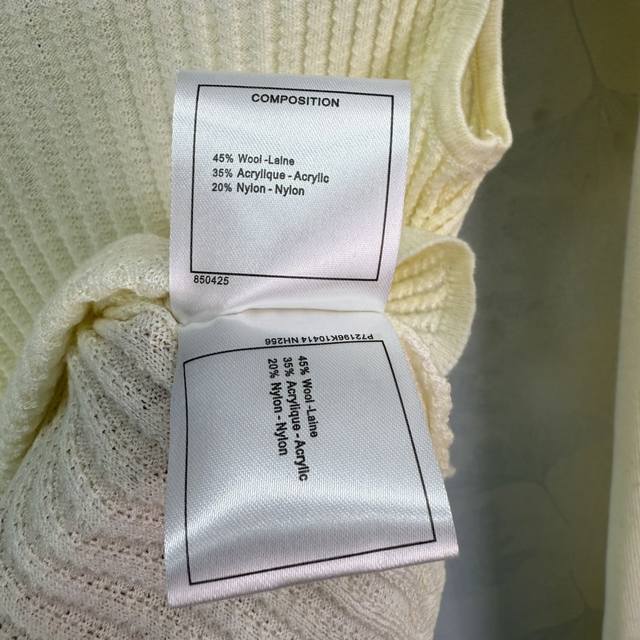 COMPOSITION
45% Wool -Laine
35% Acrylique - Acrylic
20% Nylon - Nylon
850425
P72196K10414 NH256
45% Wool -Laine
35% Acrylique - Acrylic
20% Nylon - Nylon